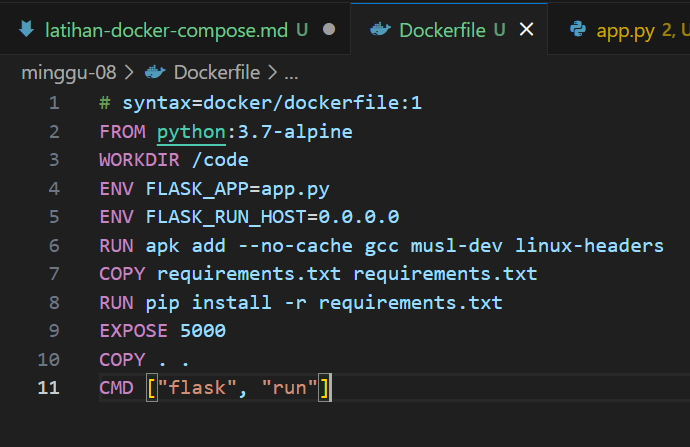 latihan-docker-compose.md U Dockerfile U app.py 2, U
minggu-08 > Dockerfile > ...
1 # syntax=docker/dockerfile:1
2 FROM python:3.7-alpine
3 WORKDIR /code
4 ENV FLASK_APP=app.py
5 ENV FLASK_RUN_HOST=0.0.0.0
6 RUN apk add --no-cache gcc musl-dev linux-headers
7 COPY requirements.txt requirements.txt
8 RUN pip install -r requirements.txt
9 EXPOSE 5000
10 COPY . .
11 CMD ["flask", "run"]